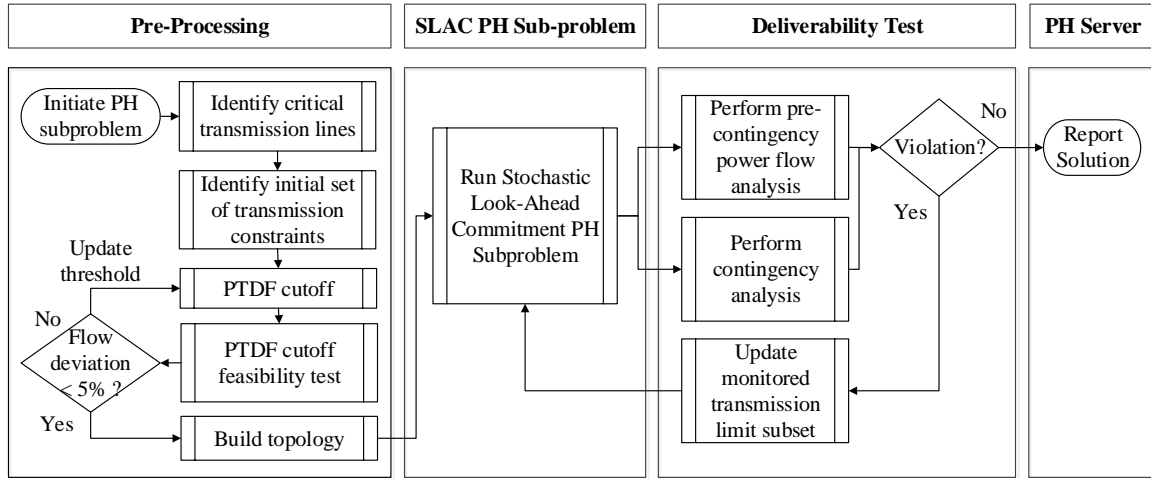 Pre-Processing
SLAC PH Sub-problem
Deliverability Test
PH Server
Initiate PH
subproblem
Identify critical
transmission lines
Identify initial set
of transmission
constraints
Update
threshold
PTDF cutoff
No
Flow
deviation
< 5% ?
PTDF cutoff
feasibility test
Yes
Build topology
Run Stochastic
Look-Ahead
Commitment PH
Subproblem
Perform pre-
contingency
power flow
analysis
Perform
contingency
analysis
Update
monitored
transmission
limit subset
Violation?
No
Yes
Report
Solution